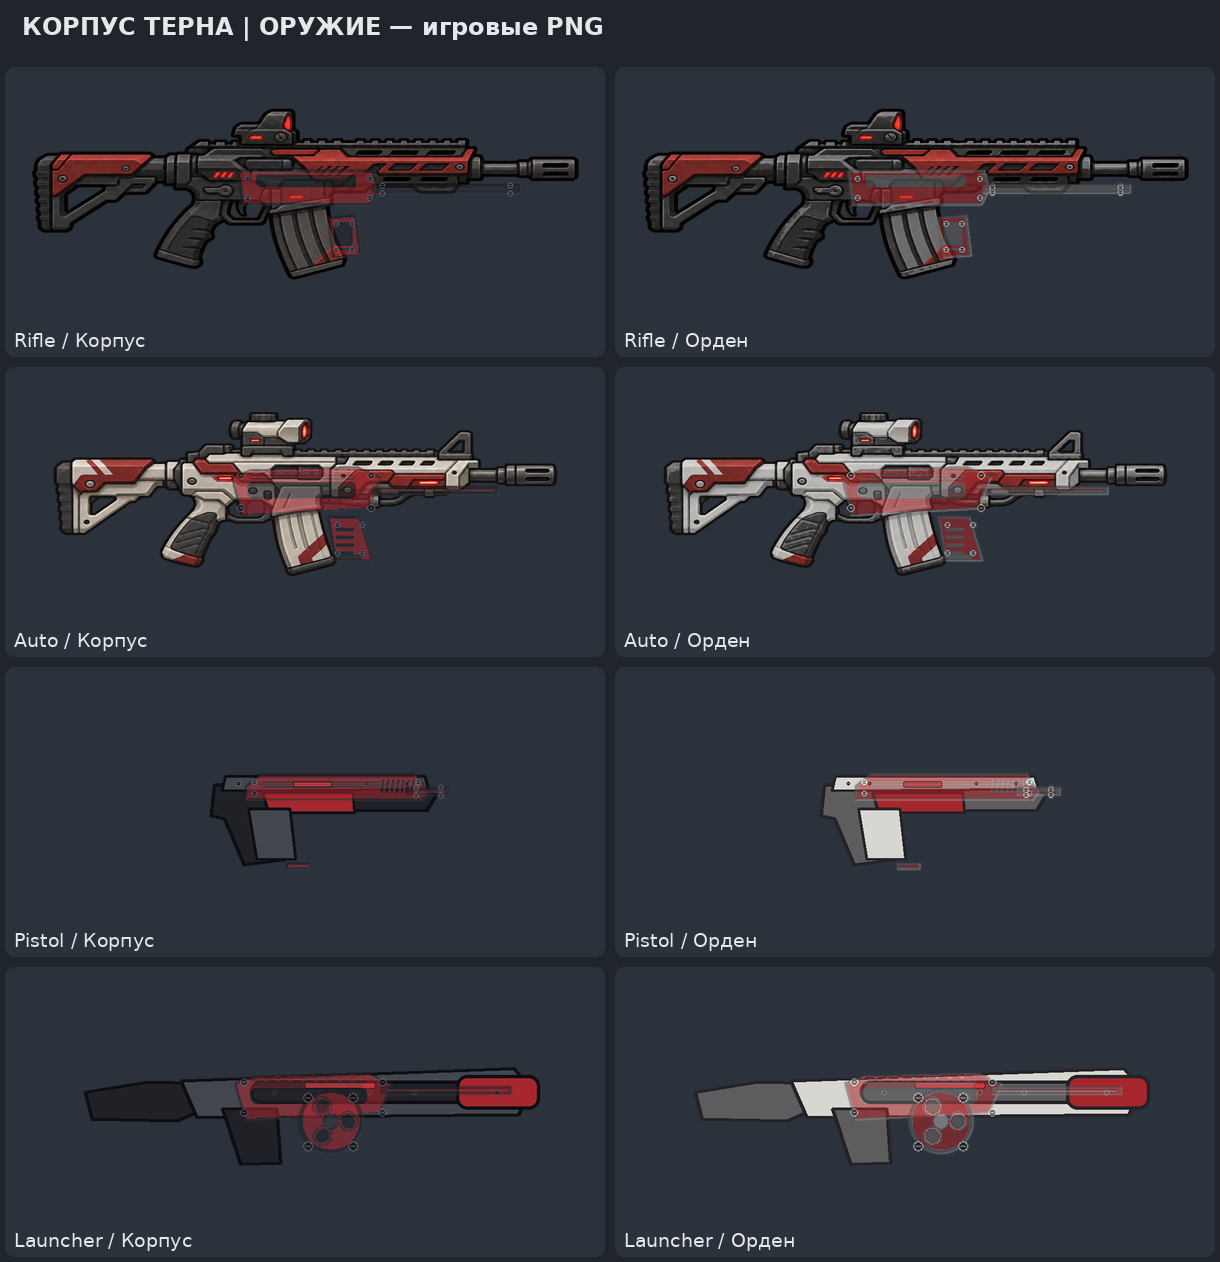 КОРПУС ТЕРНА | ОРУЖИЕ — игровые PNG
Rifle / Корпус
Rifle / Орден
Auto / Корпус
Auto / Орден
Pistol / Корпус
Pistol / Орден
Launcher / Корпус
Launcher / Орден